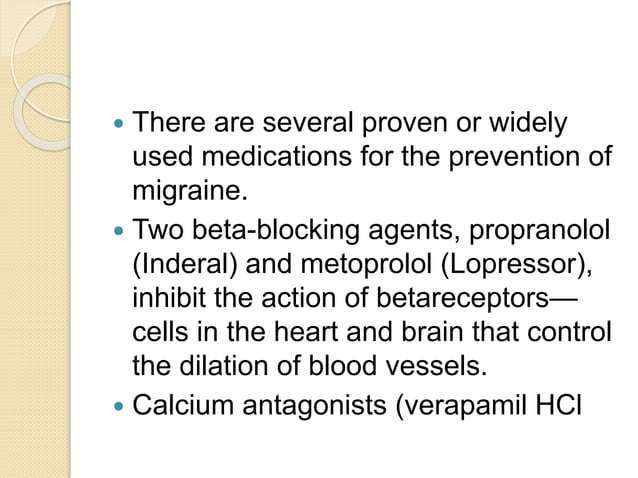 • There are several proven or widely
used medications for the prevention of
migraine.
• Two beta-blocking agents, propranolol
(Inderal) and metoprolol (Lopressor),
inhibit the action of betareceptors—
cells in the heart and brain that control
the dilation of blood vessels.
• Calcium antagonists (verapamil HCl